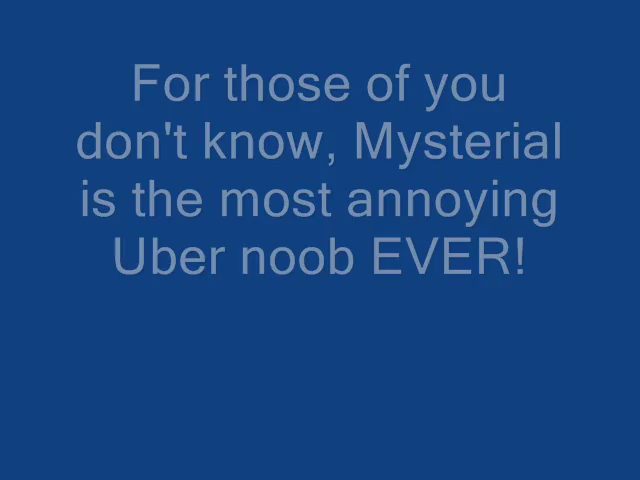 For those of you
don't know, Mysterial
is the most annoying
Uber noob EVER!